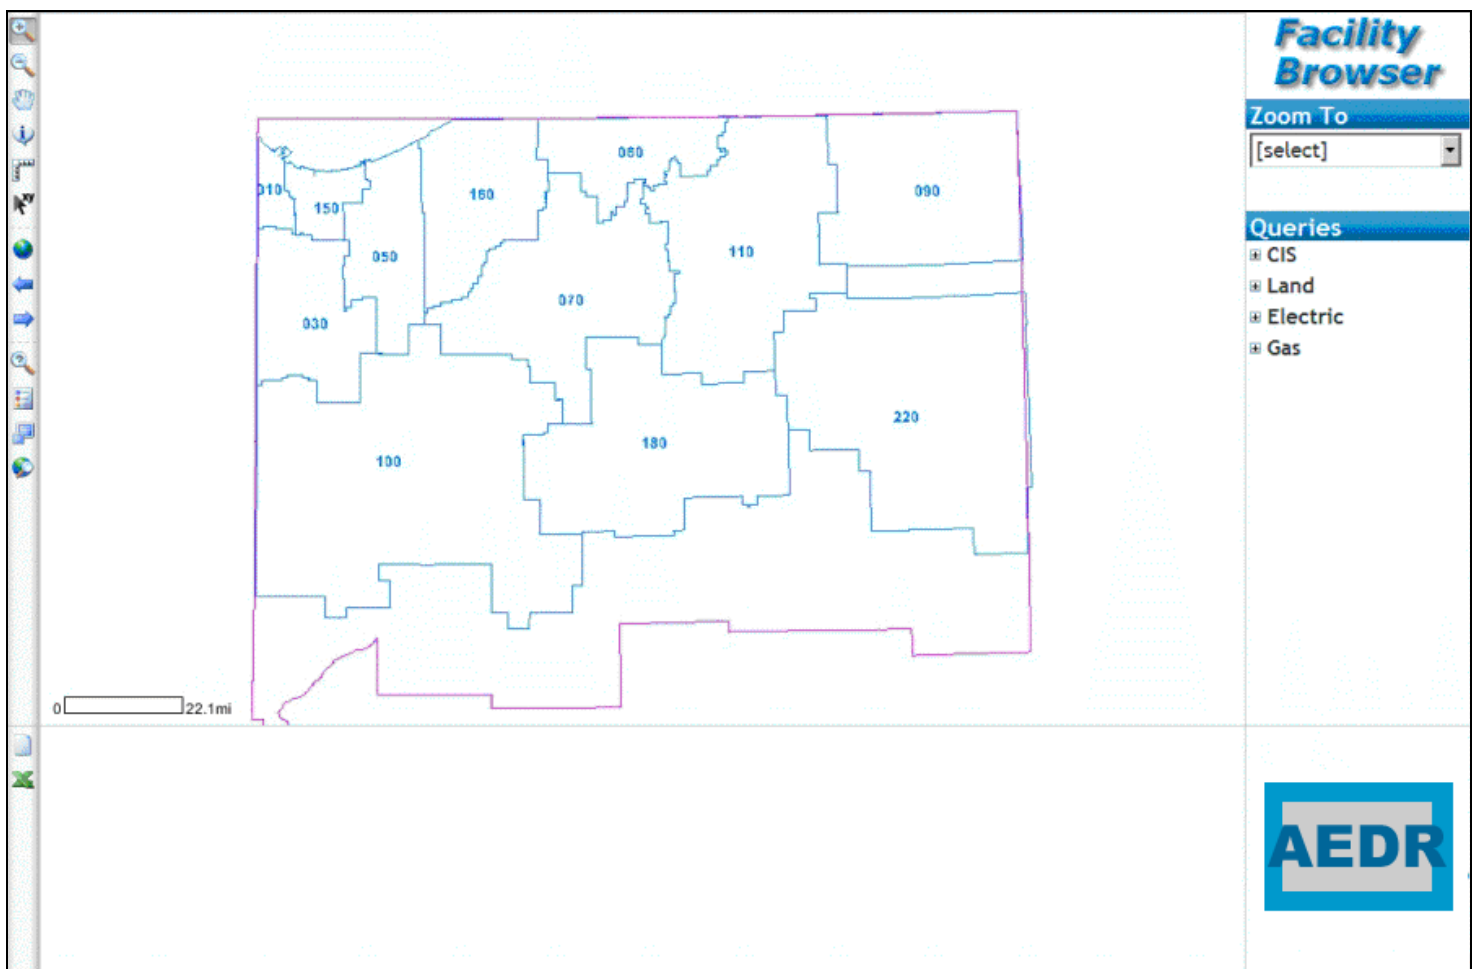 Facility
Browser
Zoom To
[select]
Queries
CIS
Land
Electric
Gas
060
090
010
150
160
110
050
070
030
220
180
100
0
22.1mi
AEDR